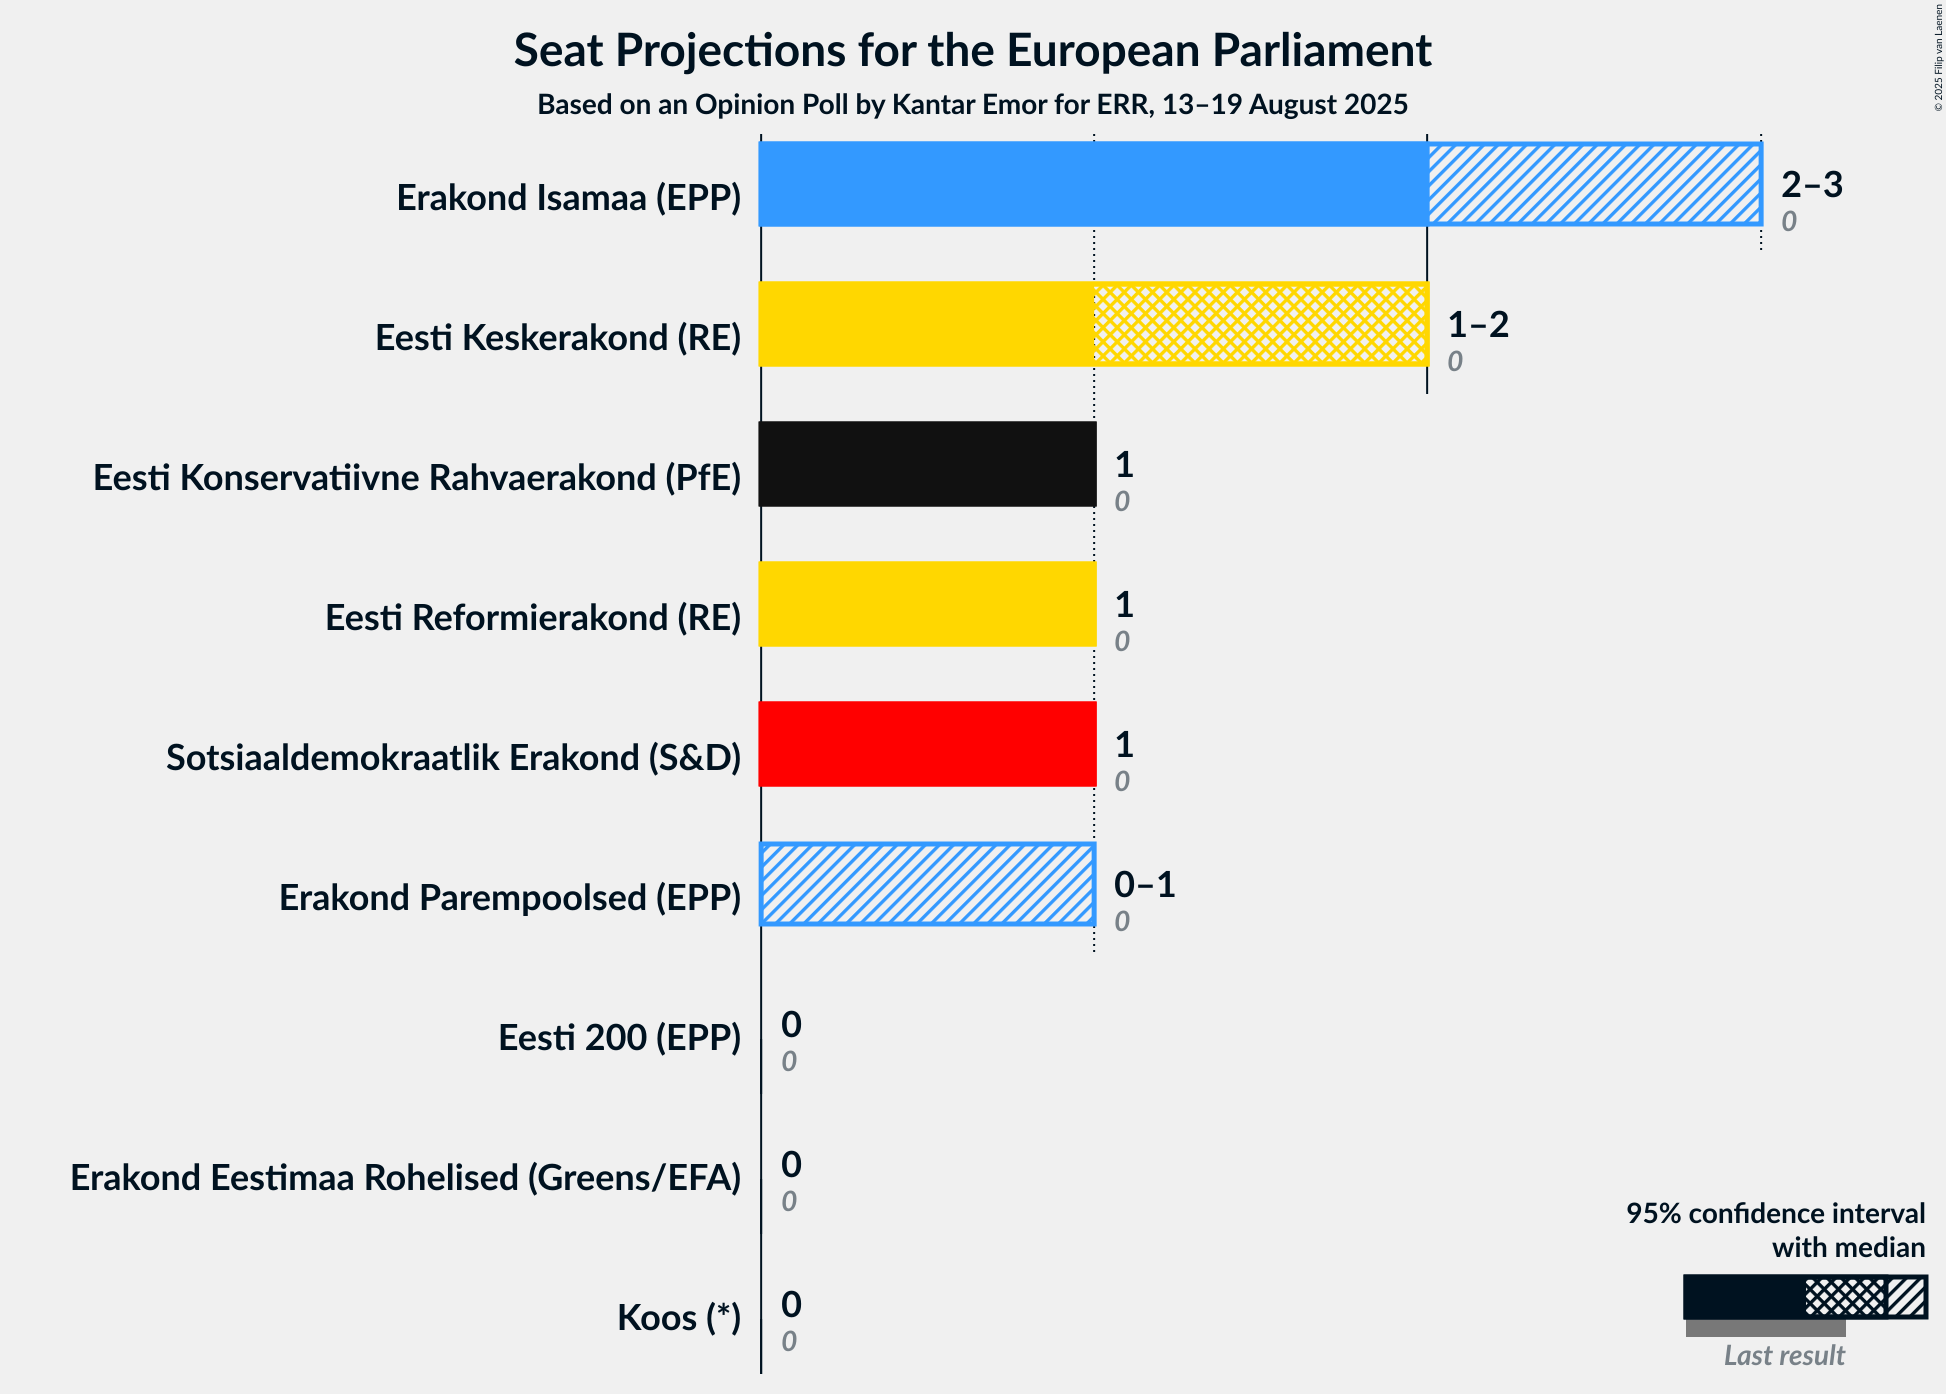 Seat Projections for the European Parliament
Based on an Opinion Poll by Kantar Emor for ERR, 13–19 August 2025
© 2025 Filip van Laenen
Erakond Isamaa (EPP)
2–3
0
Eesti Keskerakond (RE)
1–2
0
Eesti Konservatiivne Rahvaerakond (PfE)
1
0
Eesti Reformierakond (RE)
1
0
Sotsiaaldemokraatlik Erakond (S&D)
1
0
Erakond Parempoolsed (EPP)
0–1
0
Eesti 200 (EPP)
0
0
Erakond Eestimaa Rohelised (Greens/EFA)
0
0
Koos (*)
0
0
95% confidence interval
with median
Last result